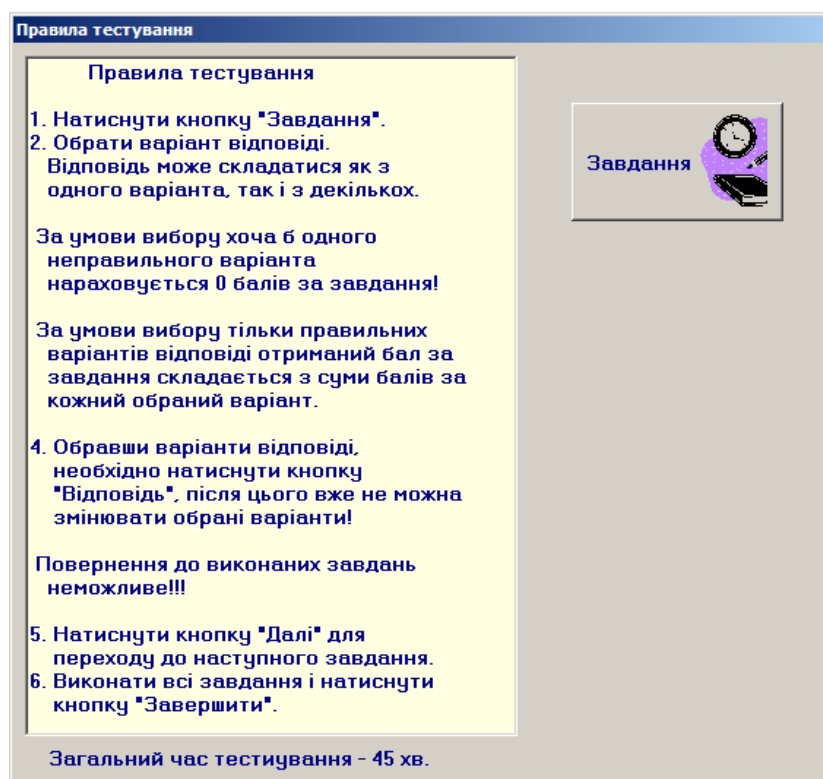 Правила тестування
Правила тестування
1. Натиснути кнопку "Завдання".
2. Обрати варіант відповіді.
Відповідь може складатися як з
одного варіанта, так і з декількох.
За умови вибору хоча б одного
неправильного варіанта
нараховується 0 балів за завдання!
За умови вибору тільки правильних
варіантів відповіді отриманий бал за
завдання складається з суми балів за
кожний обраний варіант.
4. Обравши варіанти відповіді,
необхідно натиснути кнопку
"Відповідь", після цього вже не можна
змінювати обрані варіанти!
Повернення до виконаних завдань
неможливе!!!
5. Натиснути кнопку "Далі" для
переходу до наступного завдання.
6. Виконати всі завдання і натиснути
кнопку "Завершити".
Завдання
Загальний час тестиування - 45 хв.